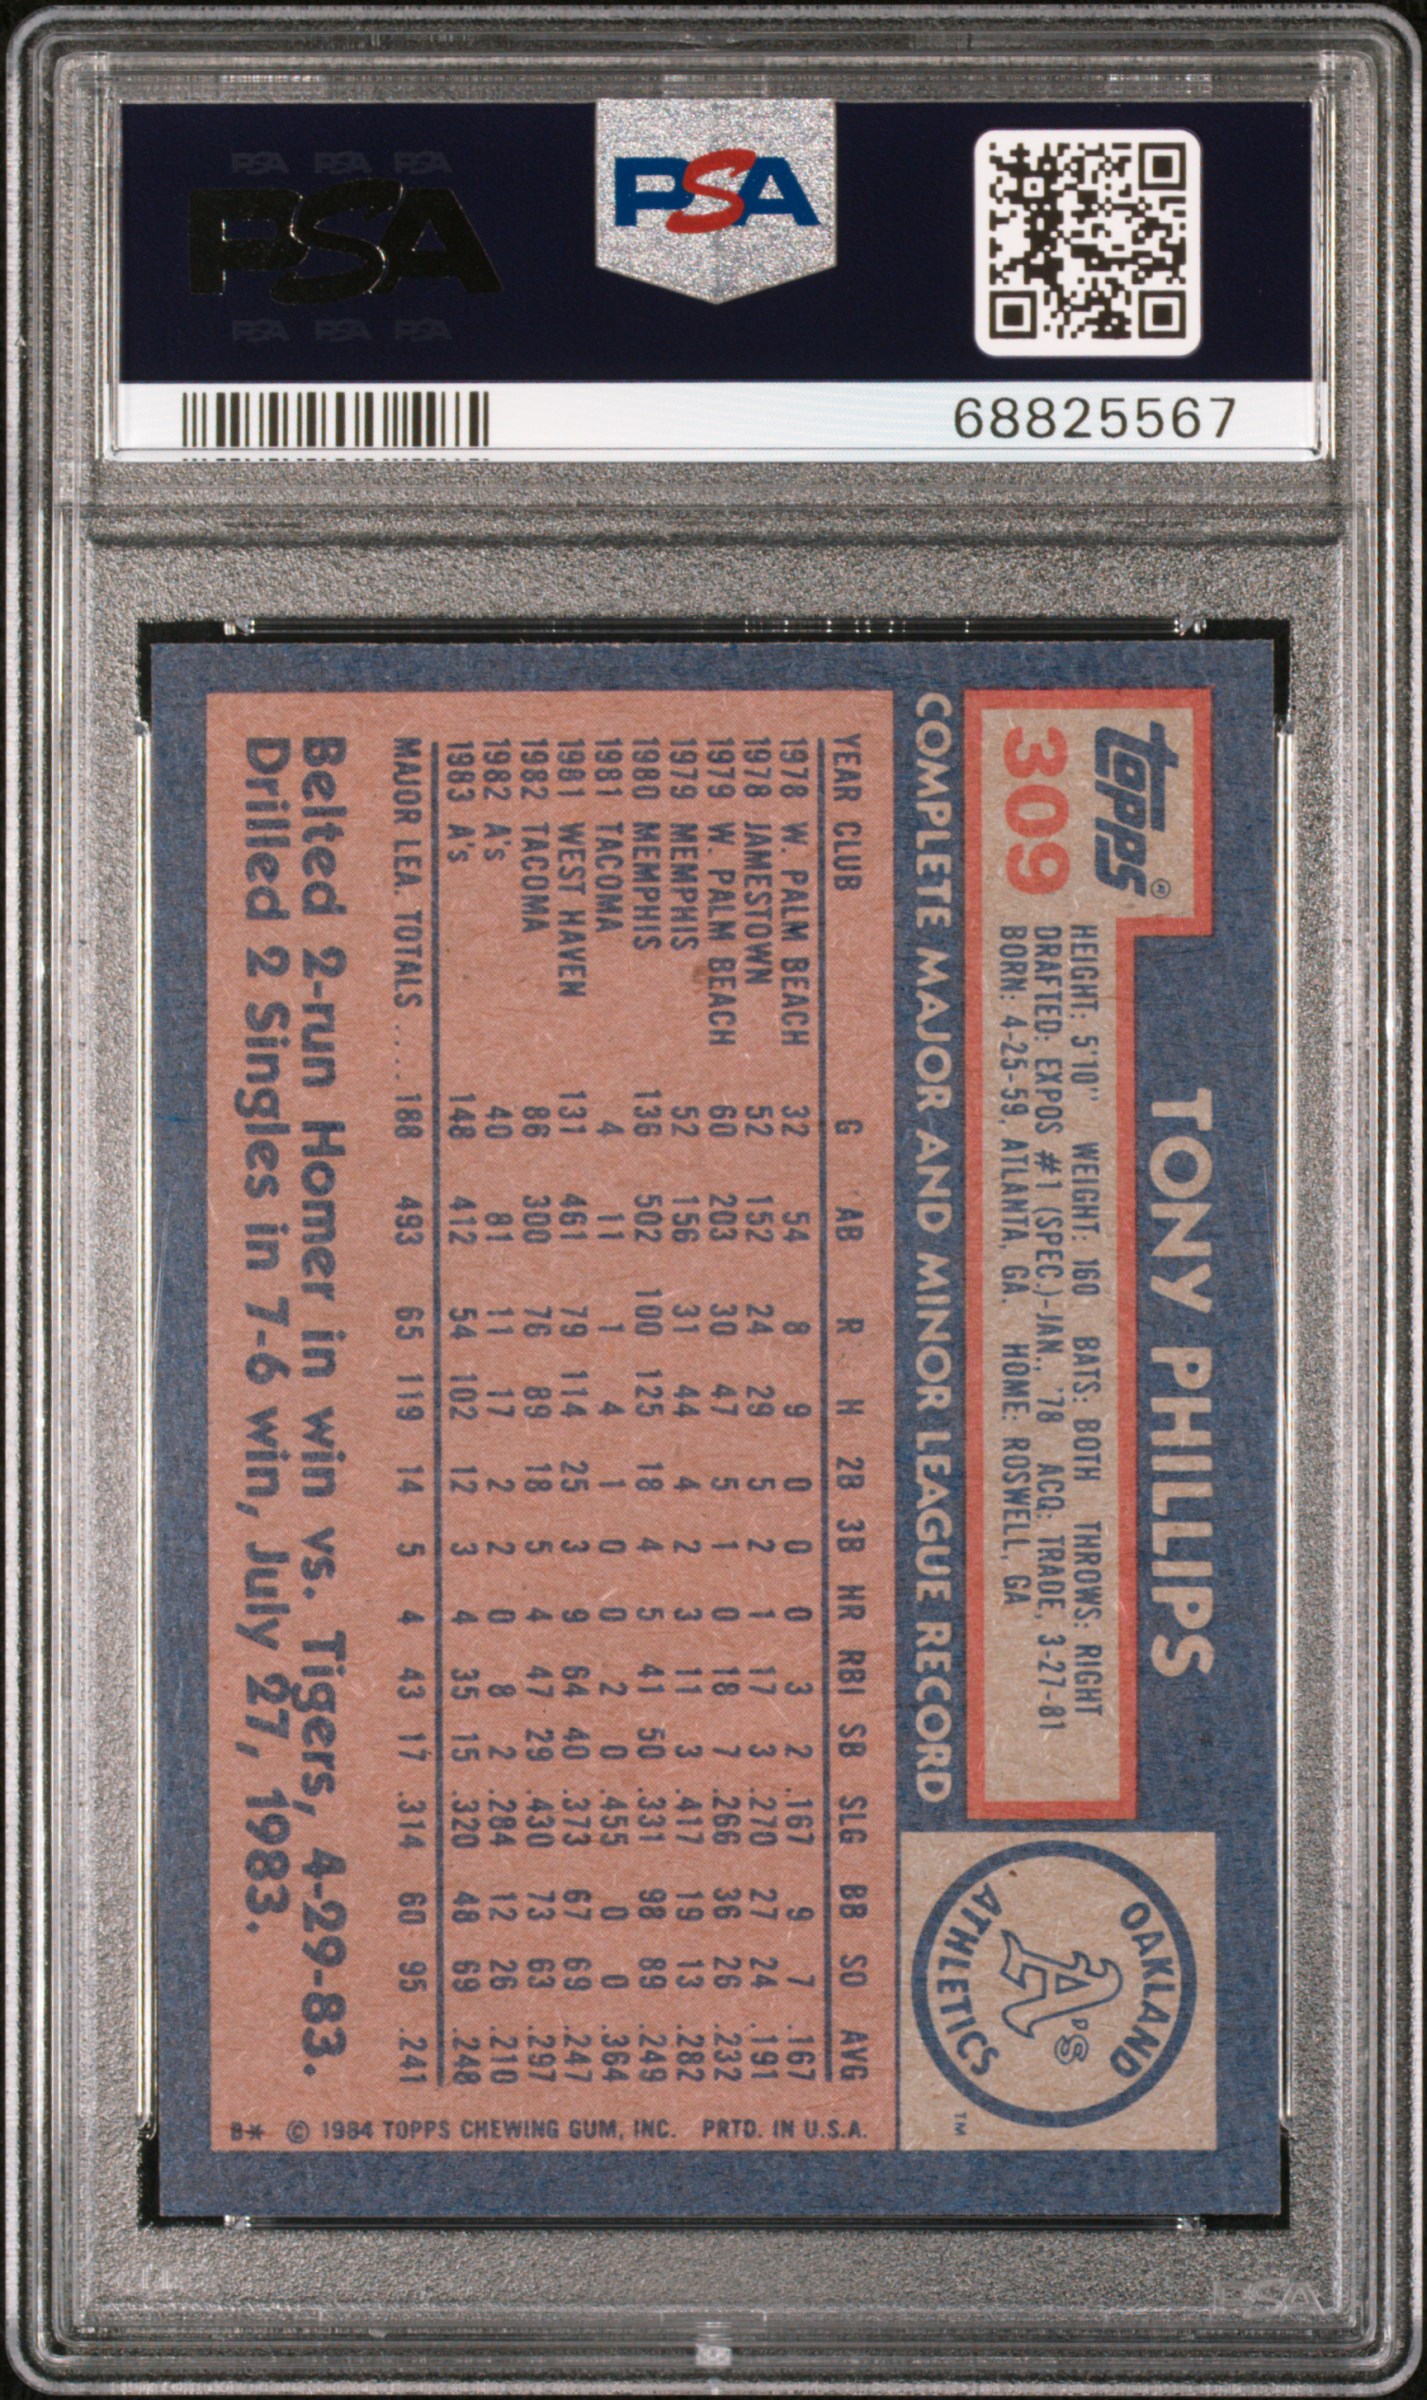 PSA PSA PSA
PSA
PSA PSA PSA
PSA
68825567
topps®
309
TONY PHILLIPS
HEIGHT: 5'10" WEIGHT: 160 BATS: BOTH THROWS: RIGHT
DRAFTED: EXPOS #1 (SPEC.)-JAN., '78 ACQ: TRADE, 3-27-81
BORN: 4-25-59, ATLANTA, GA. HOME: ROSWELL, GA
OAKLAND
A's
ATHLETICS
TM
COMPLETE MAJOR AND MINOR LEAGUE RECORD
YEAR CLUB G AB R H 2B 3B HR RBI SB SLG BB SO AVG
1978 W. PALM BEACH 32 54 8 9 0 0 0 3 2 .167 9 7 .167
1978 JAMESTOWN 52 152 24 29 5 2 1 17 3 .270 27 24 .191
1979 W. PALM BEACH 60 203 30 47 5 1 0 18 7 .266 36 26 .232
1979 MEMPHIS 52 156 31 44 4 2 3 11 3 .417 19 13 .282
1980 MEMPHIS 136 502 100 125 18 4 5 41 50 .331 98 89 .249
1981 TACOMA 4 11 1 4 1 0 0 2 0 .455 0 0 .364
1981 WEST HAVEN 131 461 79 114 25 3 9 64 40 .373 67 69 .247
1982 TACOMA 86 300 76 89 18 5 4 47 29 .430 73 63 .297
1982 A's 40 81 11 17 2 2 0 8 2 .284 12 26 .210
1983 A's 148 412 54 102 12 3 4 35 15 .320 48 69 .248
MAJOR LEA. TOTALS .... 188 493 65 119 14 5 4 43 17 .314 60 95 .241
Belted 2-run Homer in win vs. Tigers, 4-29-83.
Drilled 2 Singles in 7-6 win, July 27, 1983.
B* © 1984 TOPPS CHEWING GUM, INC. PRTD. IN U.S.A.
PSA